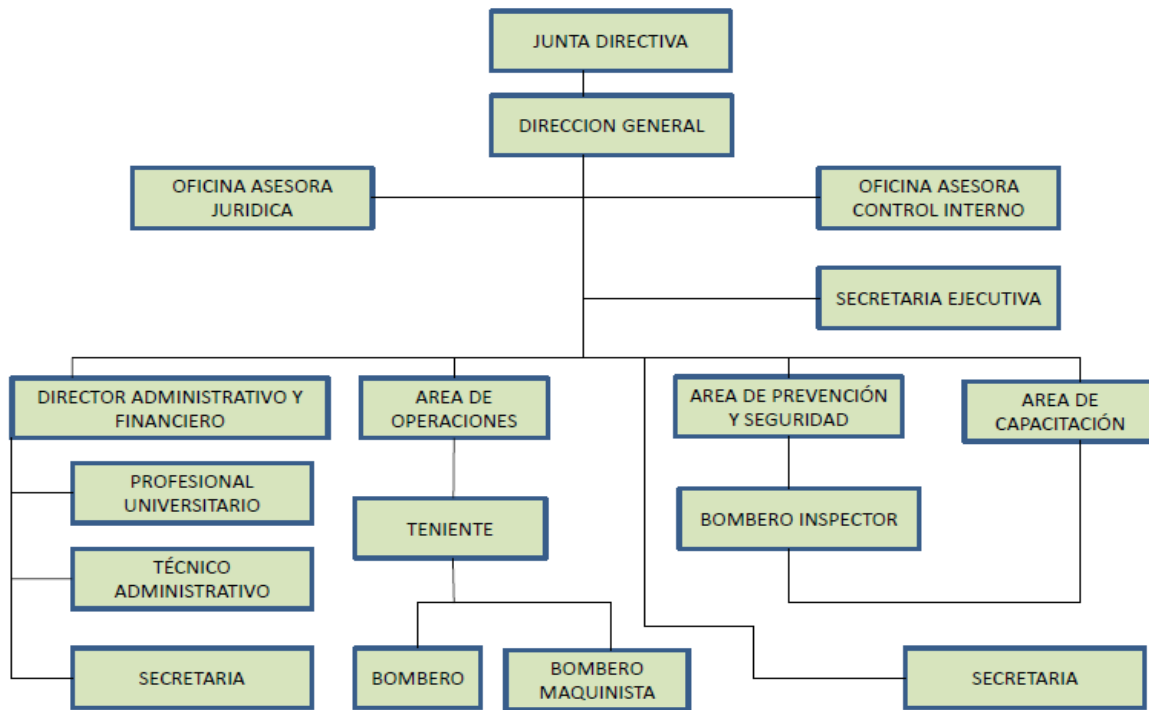 JUNTA DIRECTIVA
DIRECCION GENERAL
OFICINA ASESORA
JURIDICA
OFICINA ASESORA
CONTROL INTERNO
SECRETARIA EJECUTIVA
DIRECTOR ADMINISTRATIVO Y
FINANCIERO
AREA DE
OPERACIONES
AREA DE PREVENCIÓN
Y SEGURIDAD
AREA DE
CAPACITACIÓN
PROFESIONAL
UNIVERSITARIO
TENIENTE
BOMBERO INSPECTOR
TÉCNICO
ADMINISTRATIVO
SECRETARIA
BOMBERO
BOMBERO
MAQUINISTA
SECRETARIA